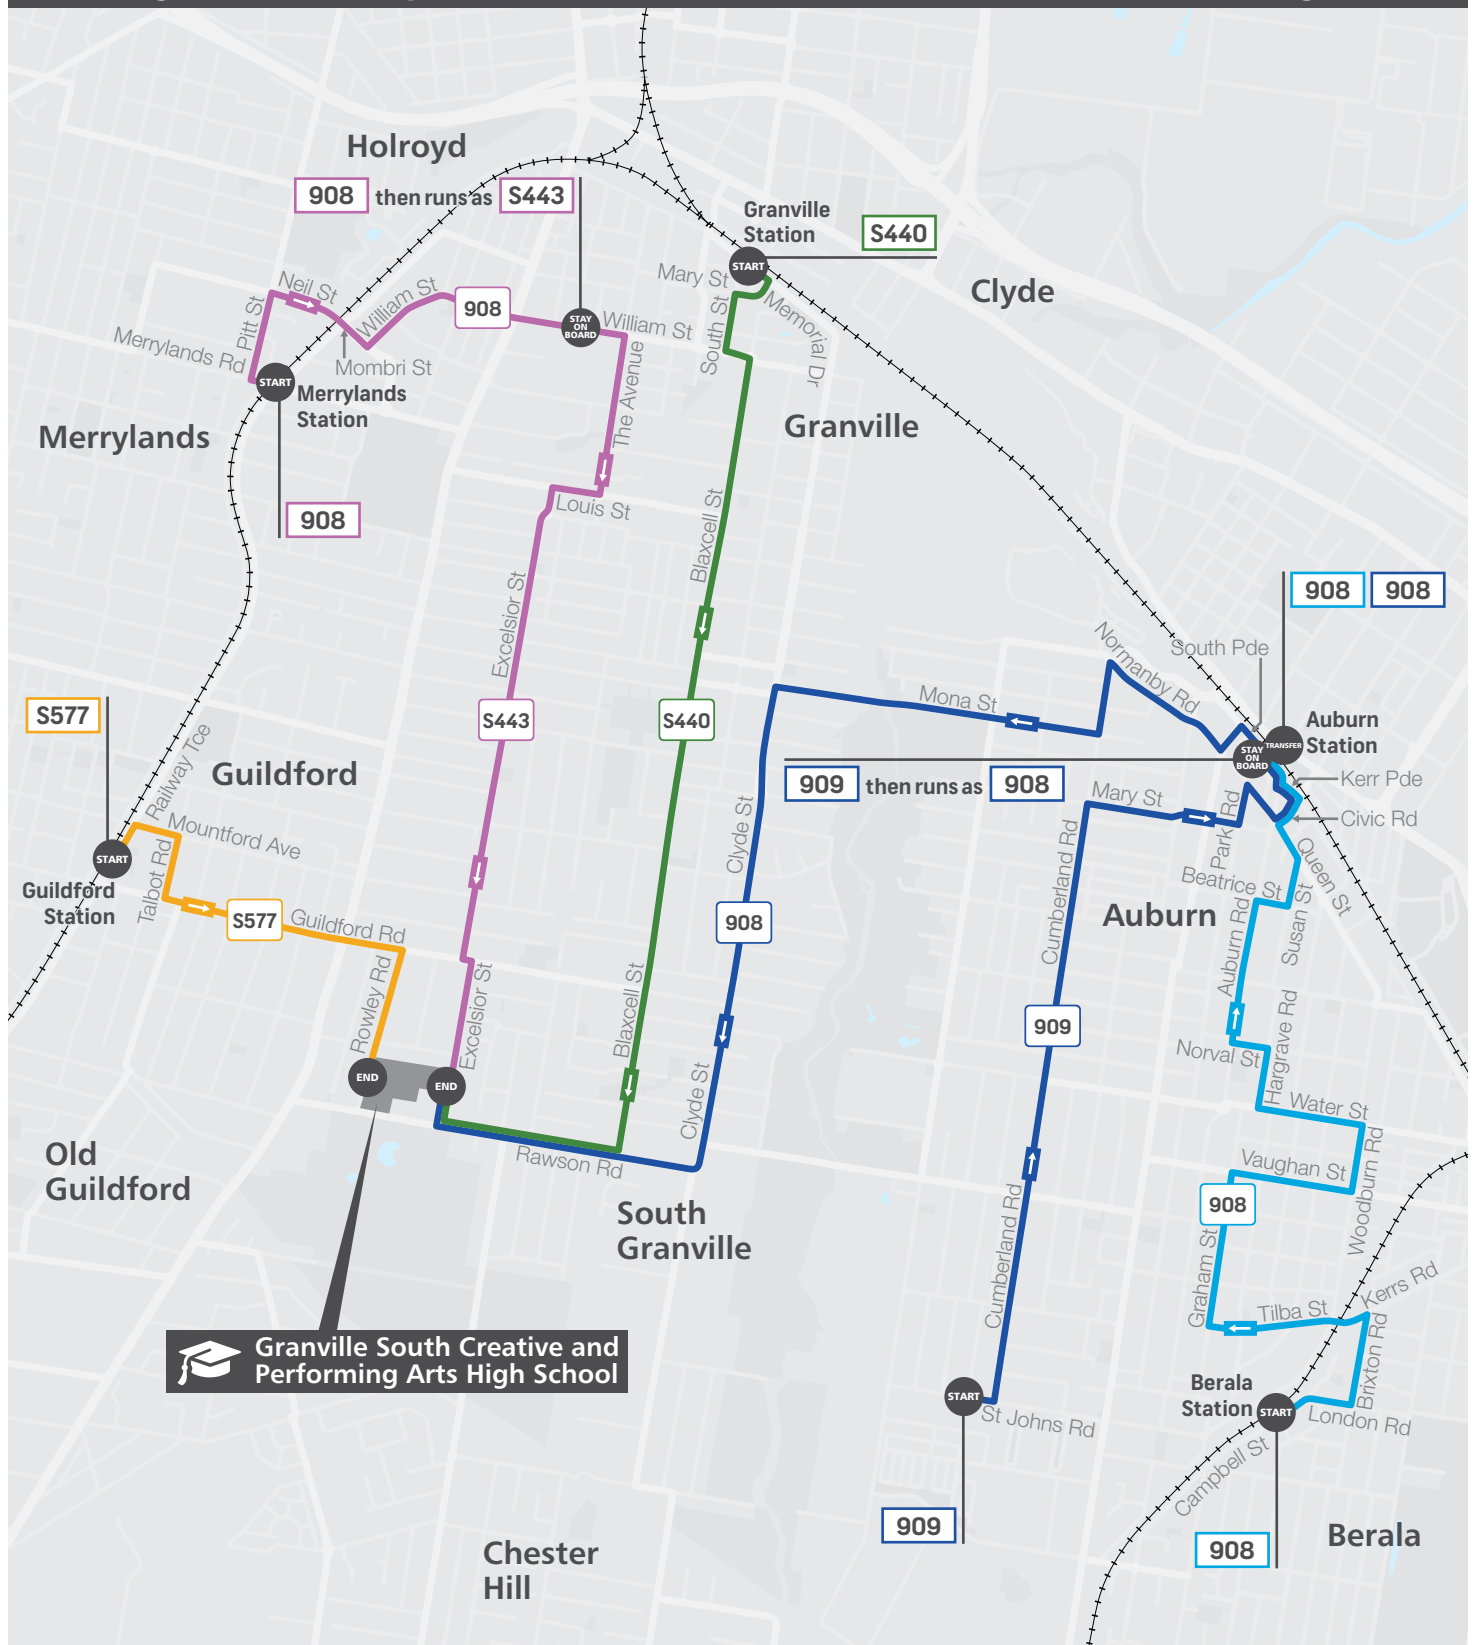 Holroyd
908 then runs as S443
Granville
Station
S440
START
Mary St
Memorial Dr
Clyde
Neil St
William St
908
STAY
ON
BOARD
William St
South St
Pitt St
Merrylands Rd
Mombri St
START
Merrylands
Station
The Avenue
Merrylands
Granville
908
Louis St
Blaxcell St
Excelsior St
908 908
Normanby Rd
South Pde
Mona St
S577
S443
S440
Auburn
Station
TRANSFER
STAY
ON
BOARD
Railway Tce
Guildford
909 then runs as 908
Kerr Pde
Mountford Ave
Mary St
Park Rd
Civic Rd
Clyde St
START
Guildford
Station
Talbot Rd
Cumberland Rd
Queen St
Beatrice St
Susan St
S577
Guildford Rd
908
Auburn
Auburn Rd
Rowley Rd
Excelsior St
Blaxcell St
909
Hargrave Rd
Norval St
END
END
Clyde St
Water St
Rawson Rd
Old
Guildford
Vaughan St
Woodburn Rd
908
South
Granville
Cumberland Rd
Graham St
Kerrs Rd
Tilba St
Brixton Rd
Granville South Creative and
Performing Arts High School
Berala
Station
START
START
St Johns Rd
London Rd
Campbell St
909
908
Berala
Chester
Hill